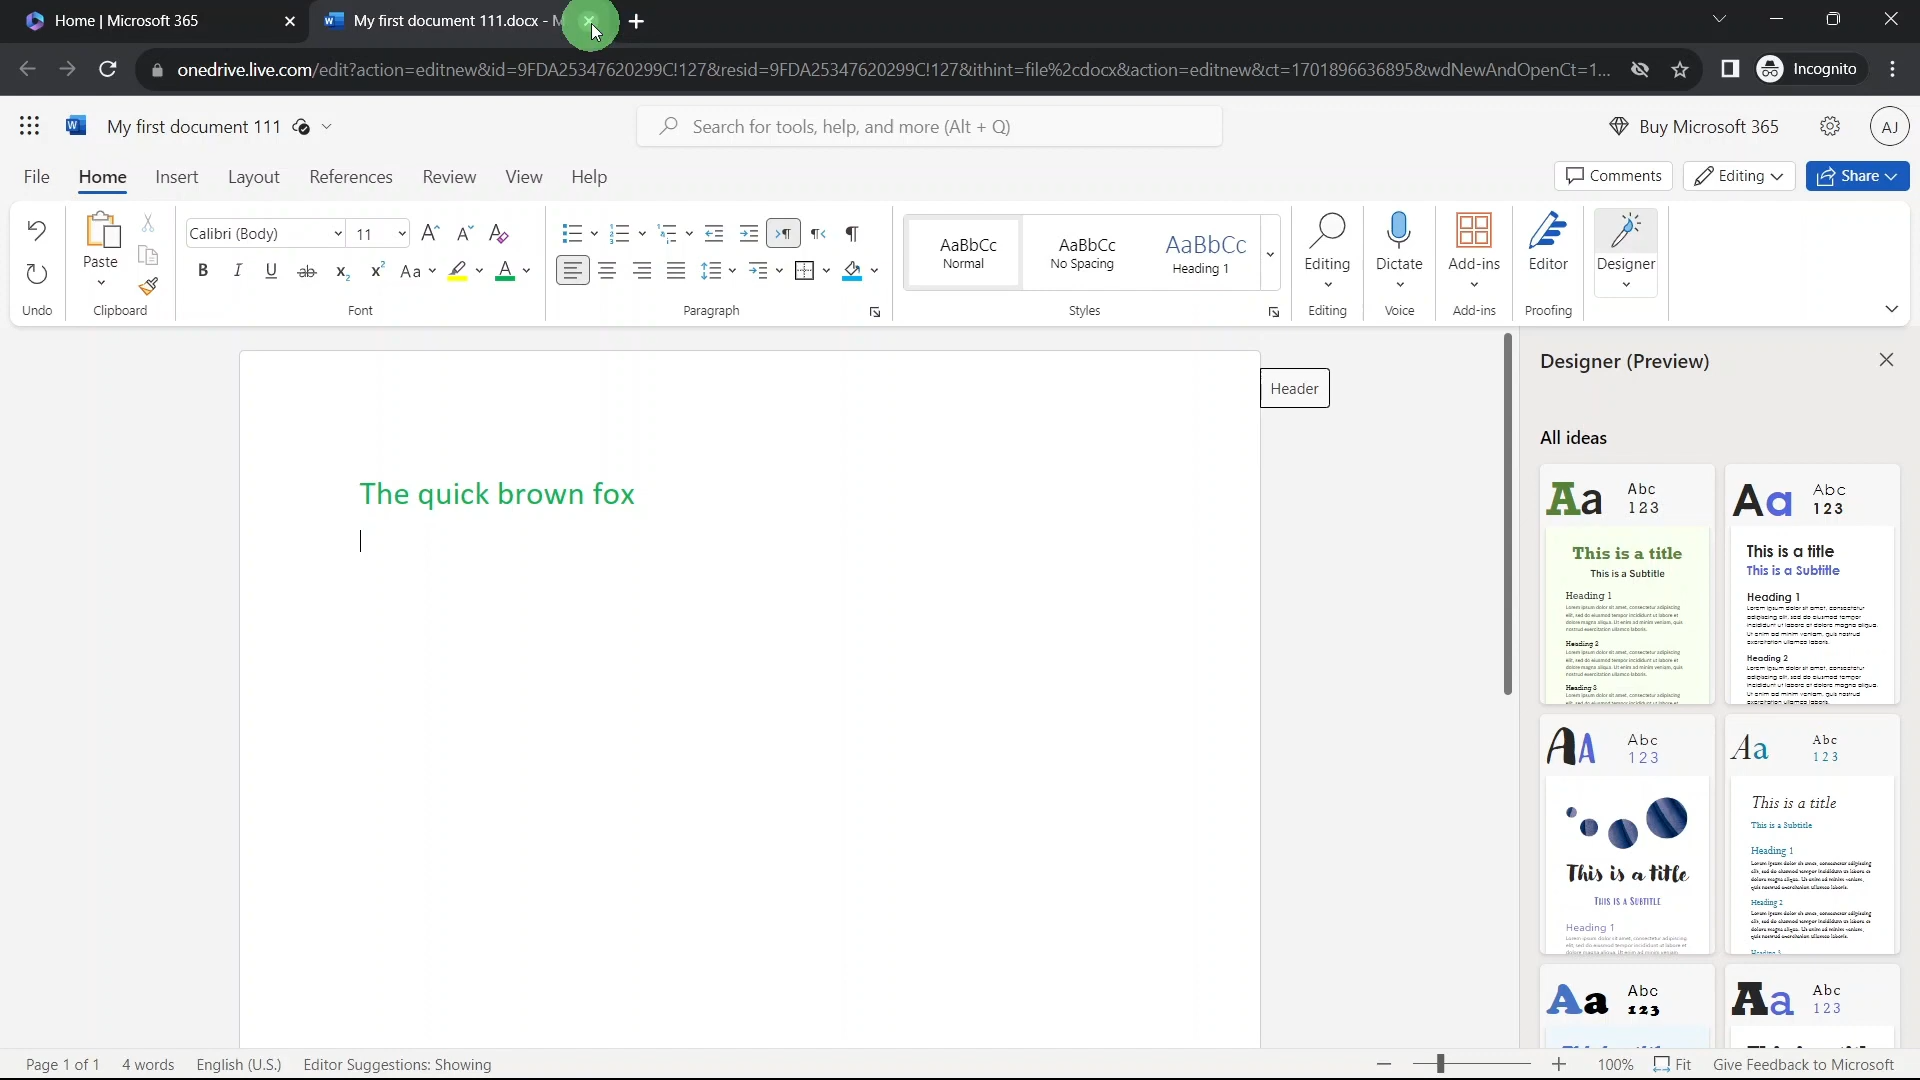 Home | Microsoft 365
My first document 111.docx - M
onedrive.live.com/edit?action=editnew&id=9FDA25347620299C!127&resid=9FDA25347620299C!127&ithint=file%2cdocx&action=editnew&ct=1701896636895&wdNewAndOpenCt=1...
Incognito
My first document 111
Search for tools, help, and more (Alt + Q)
Buy Microsoft 365
AJ
File Home Insert Layout References Review View Help
Comments
Editing
Share
Calibri (Body)
11
Paste
AaBbCc
Normal
AaBbCc
No Spacing
AaBbCc
Heading 1
Editing
Dictate
Add-ins
Editor
Designer
Undo
Clipboard
Font
Paragraph
Styles
Editing
Voice
Add-ins
Proofing
Header
The quick brown fox
Designer (Preview)
All ideas
Aa
Abc
123
This is a title
This is a Subtitle
Heading 1
Heading 2
Heading 3
Aa
Abc
123
This is a title
This is a Subtitle
Heading 1
Heading 2
Aa
Abc
123
This is a title
This is a Subtitle
Heading 1
Aa
Abc
123
This is a title
This is a Subtitle
Heading 1
Heading 2
Aa
Abc
123
Aa
Abc
123
Page 1 of 1
4 words
English (U.S.)
Editor Suggestions: Showing
100%
Fit
Give Feedback to Microsoft